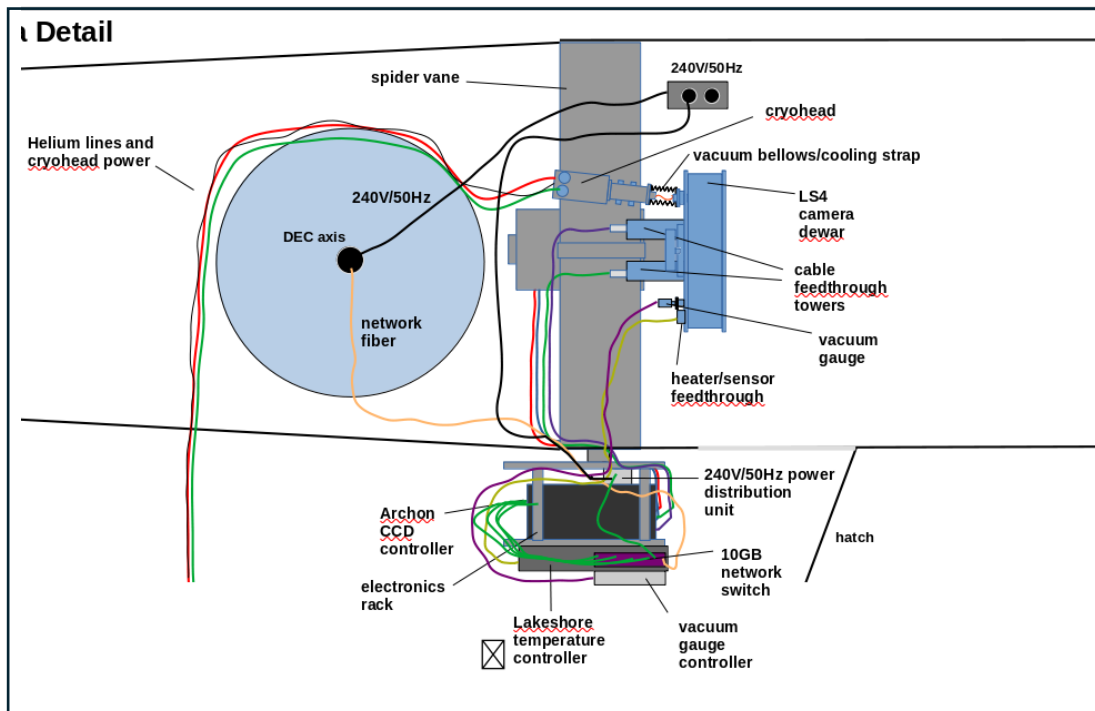 a Detail
240V/50Hz
spider vane
cryohead
Helium lines and
cryohead power
vacuum bellows/cooling strap
240V/50Hz
LS4
camera
dewar
DEC axis
cable
feedthrough
towers
network
fiber
vacuum
gauge
heater/sensor
feedthrough
240V/50Hz power
distribution
unit
Archon
CCD
controller
hatch
10GB
network
switch
electronics
rack
Lakeshore
temperature
controller
vacuum
gauge
controller